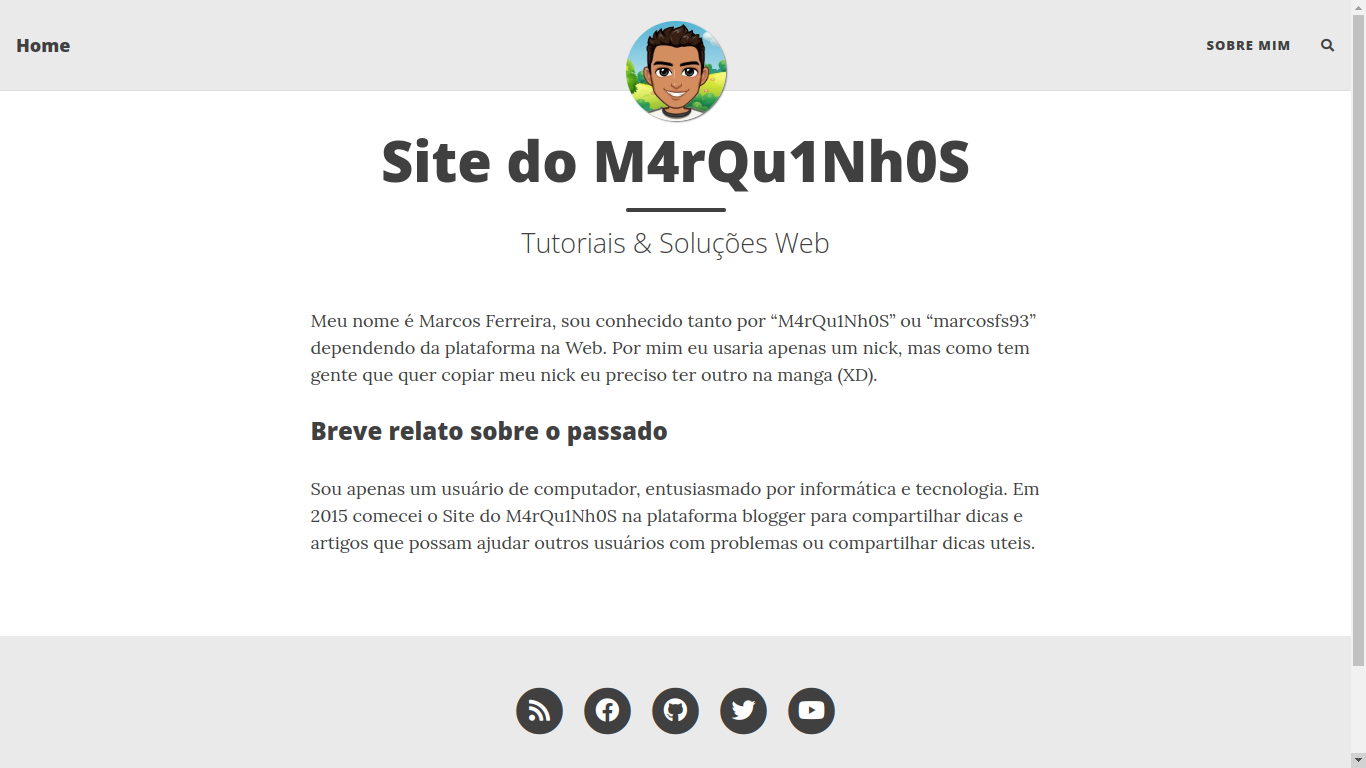 Home
SOBRE MIM
Site do M4rQu1Nh0S
Tutoriais & Soluções Web
Meu nome é Marcos Ferreira, sou conhecido tanto por “M4rQu1Nh0S” ou “marcosfs93”
dependendo da plataforma na Web. Por mim eu usaria apenas um nick, mas como tem
gente que quer copiar meu nick eu preciso ter outro na manga (XD).
Breve relato sobre o passado
Sou apenas um usuário de computador, entusiasmado por informática e tecnologia. Em
2015 comecei o Site do M4rQu1Nh0S na plataforma blogger para compartilhar dicas e
artigos que possam ajudar outros usuários com problemas ou compartilhar dicas uteis.